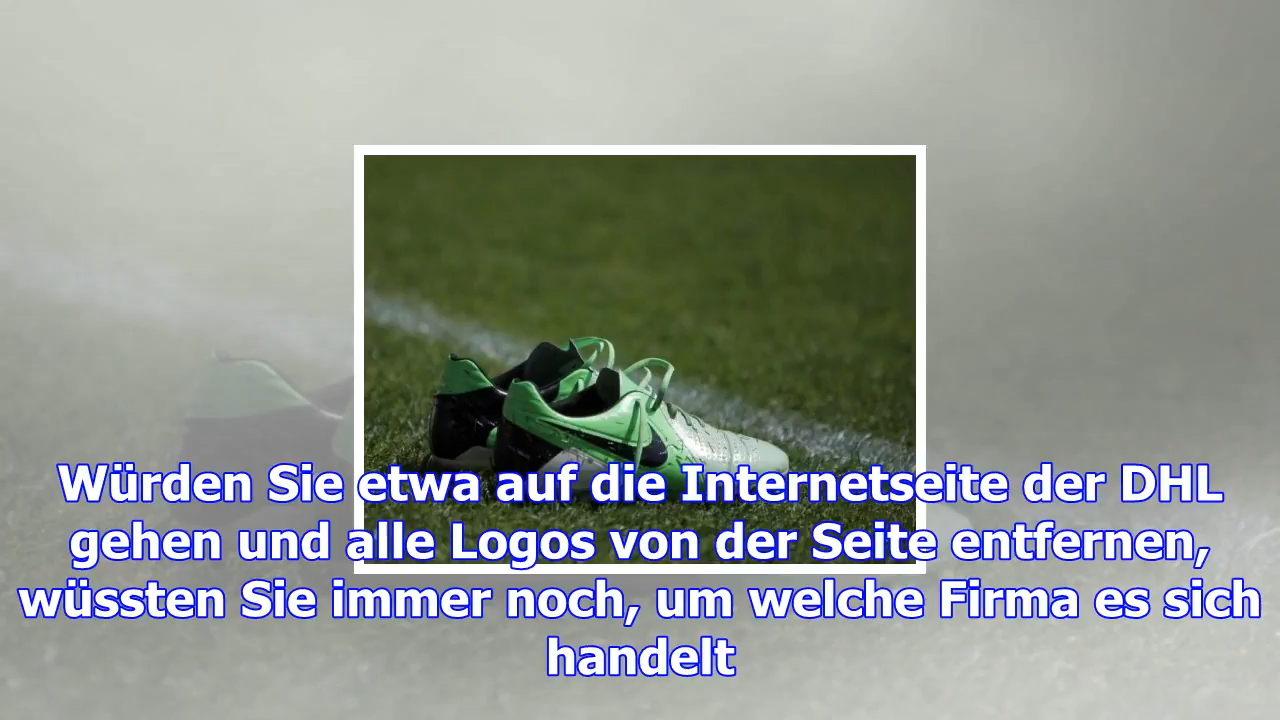 Würden Sie etwa auf die Internetseite der DHL
gehen und alle Logos von der Seite entfernen,
wüssten Sie immer noch, um welche Firma es sich
handelt